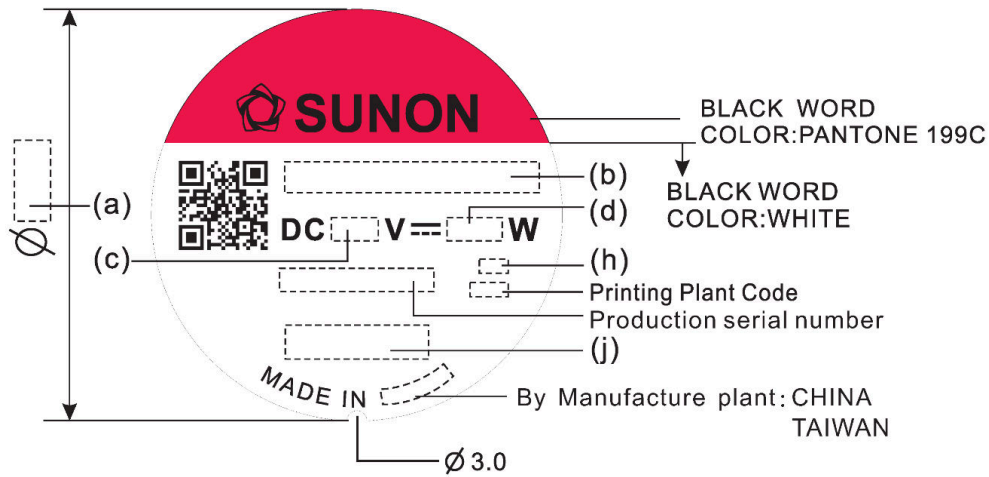 SUNON
BLACK WORD
COLOR:PANTONE 199C
BLACK WORD
COLOR:WHITE
(a)
Ø
(b)
(d)
DC V⎓ W
(c)
(h)
Printing Plant Code
Production serial number
(j)
MADE IN
By Manufacture plant: CHINA
TAIWAN
Ø 3.0